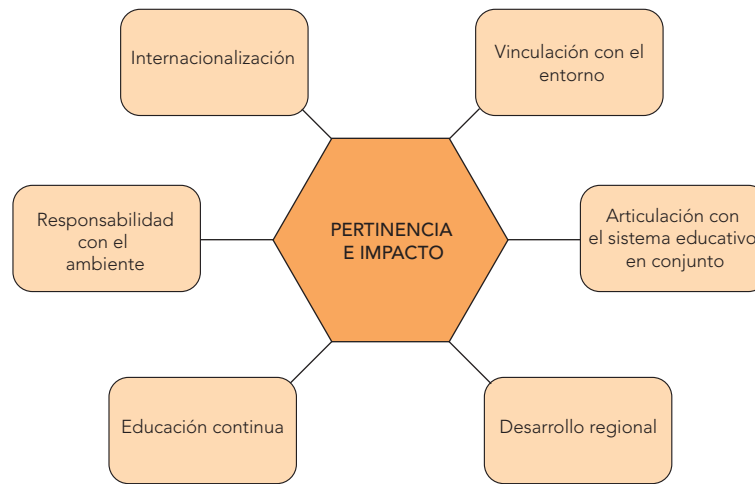 Internacionalización
Vinculación con el
entorno
Responsabilidad
con el
ambiente
PERTINENCIA
E IMPACTO
Articulación con
el sistema educativo
en conjunto
Educación continua
Desarrollo regional